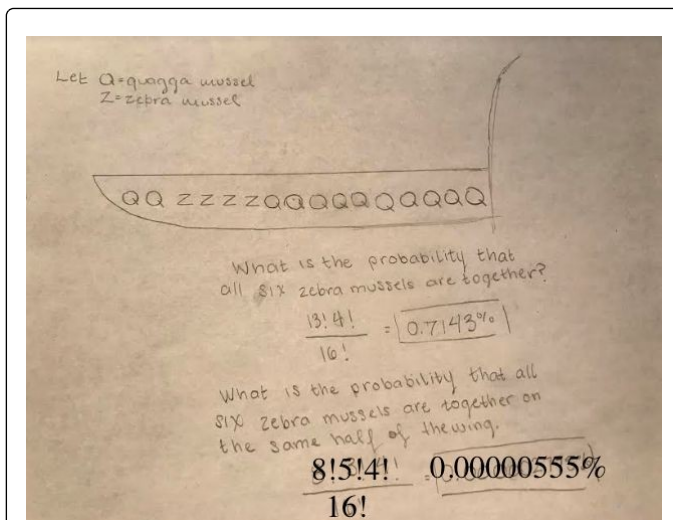 Let Q=quagga mussel
Z=zebra mussel
QQ ZZZZQQQQQQQQQQ
What is the probability that
all six zebra mussels are together?
13!4!
16!
= 0.7143%
What is the probability that all
six zebra mussels are together on
the same half of the wing.
8!5!4!
16!
= 0.00000555%